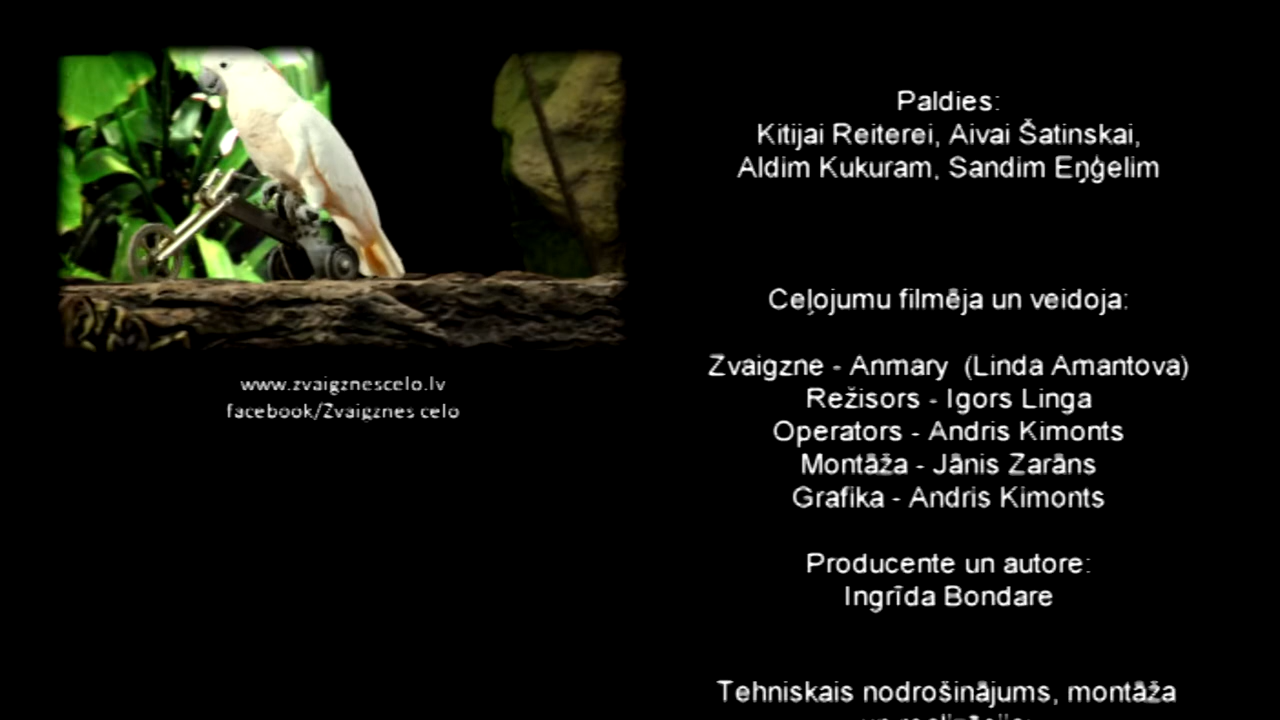 www.zvaigznescelo.lv
facebook/Zvaigznes celo
Paldies:
Kitijai Reiterei, Aivai Šatinskai,
Aldim Kukuram, Sandim Eņģelim
Ceļojumu filmēja un veidoja:
Zvaigzne - Anmary (Linda Amantova)
Režisors - Igors Linga
Operators - Andris Kimonts
Montāža - Jānis Zarāns
Grafika - Andris Kimonts
Producente un autore:
Ingrīda Bondare
Tehniskais nodrošinājums, montāža